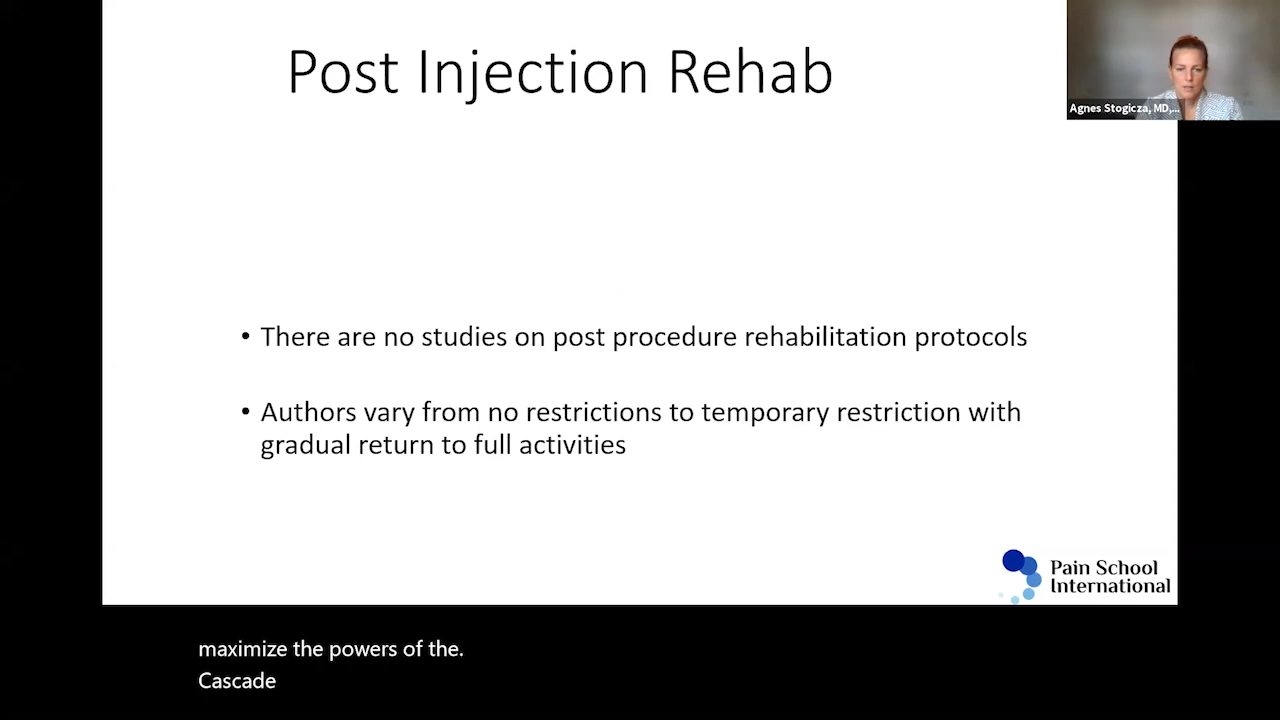 Post Injection Rehab
Agnes Stogicza, MD,...
• There are no studies on post procedure rehabilitation protocols
• Authors vary from no restrictions to temporary restriction with
gradual return to full activities
Pain School
International
maximize the powers of the.
Cascade